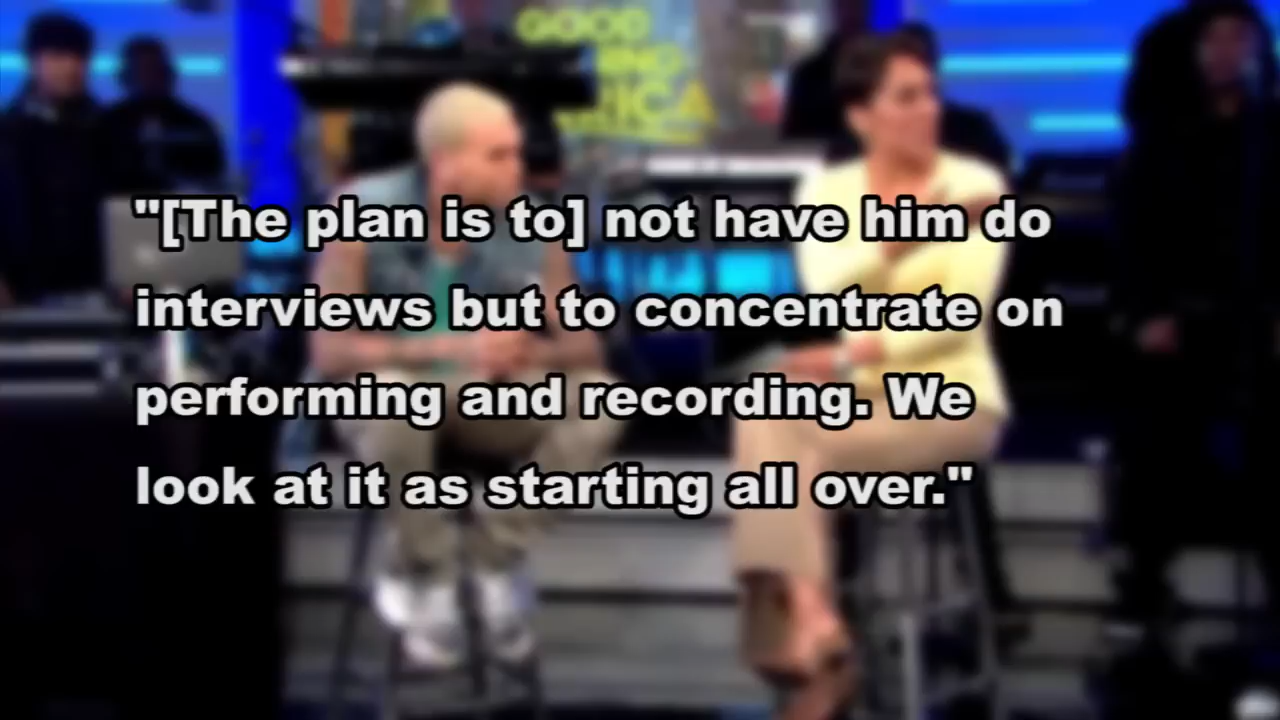 GOOD
"[The plan is to] not have him do
interviews but to concentrate on
performing and recording. We
look at it as starting all over."